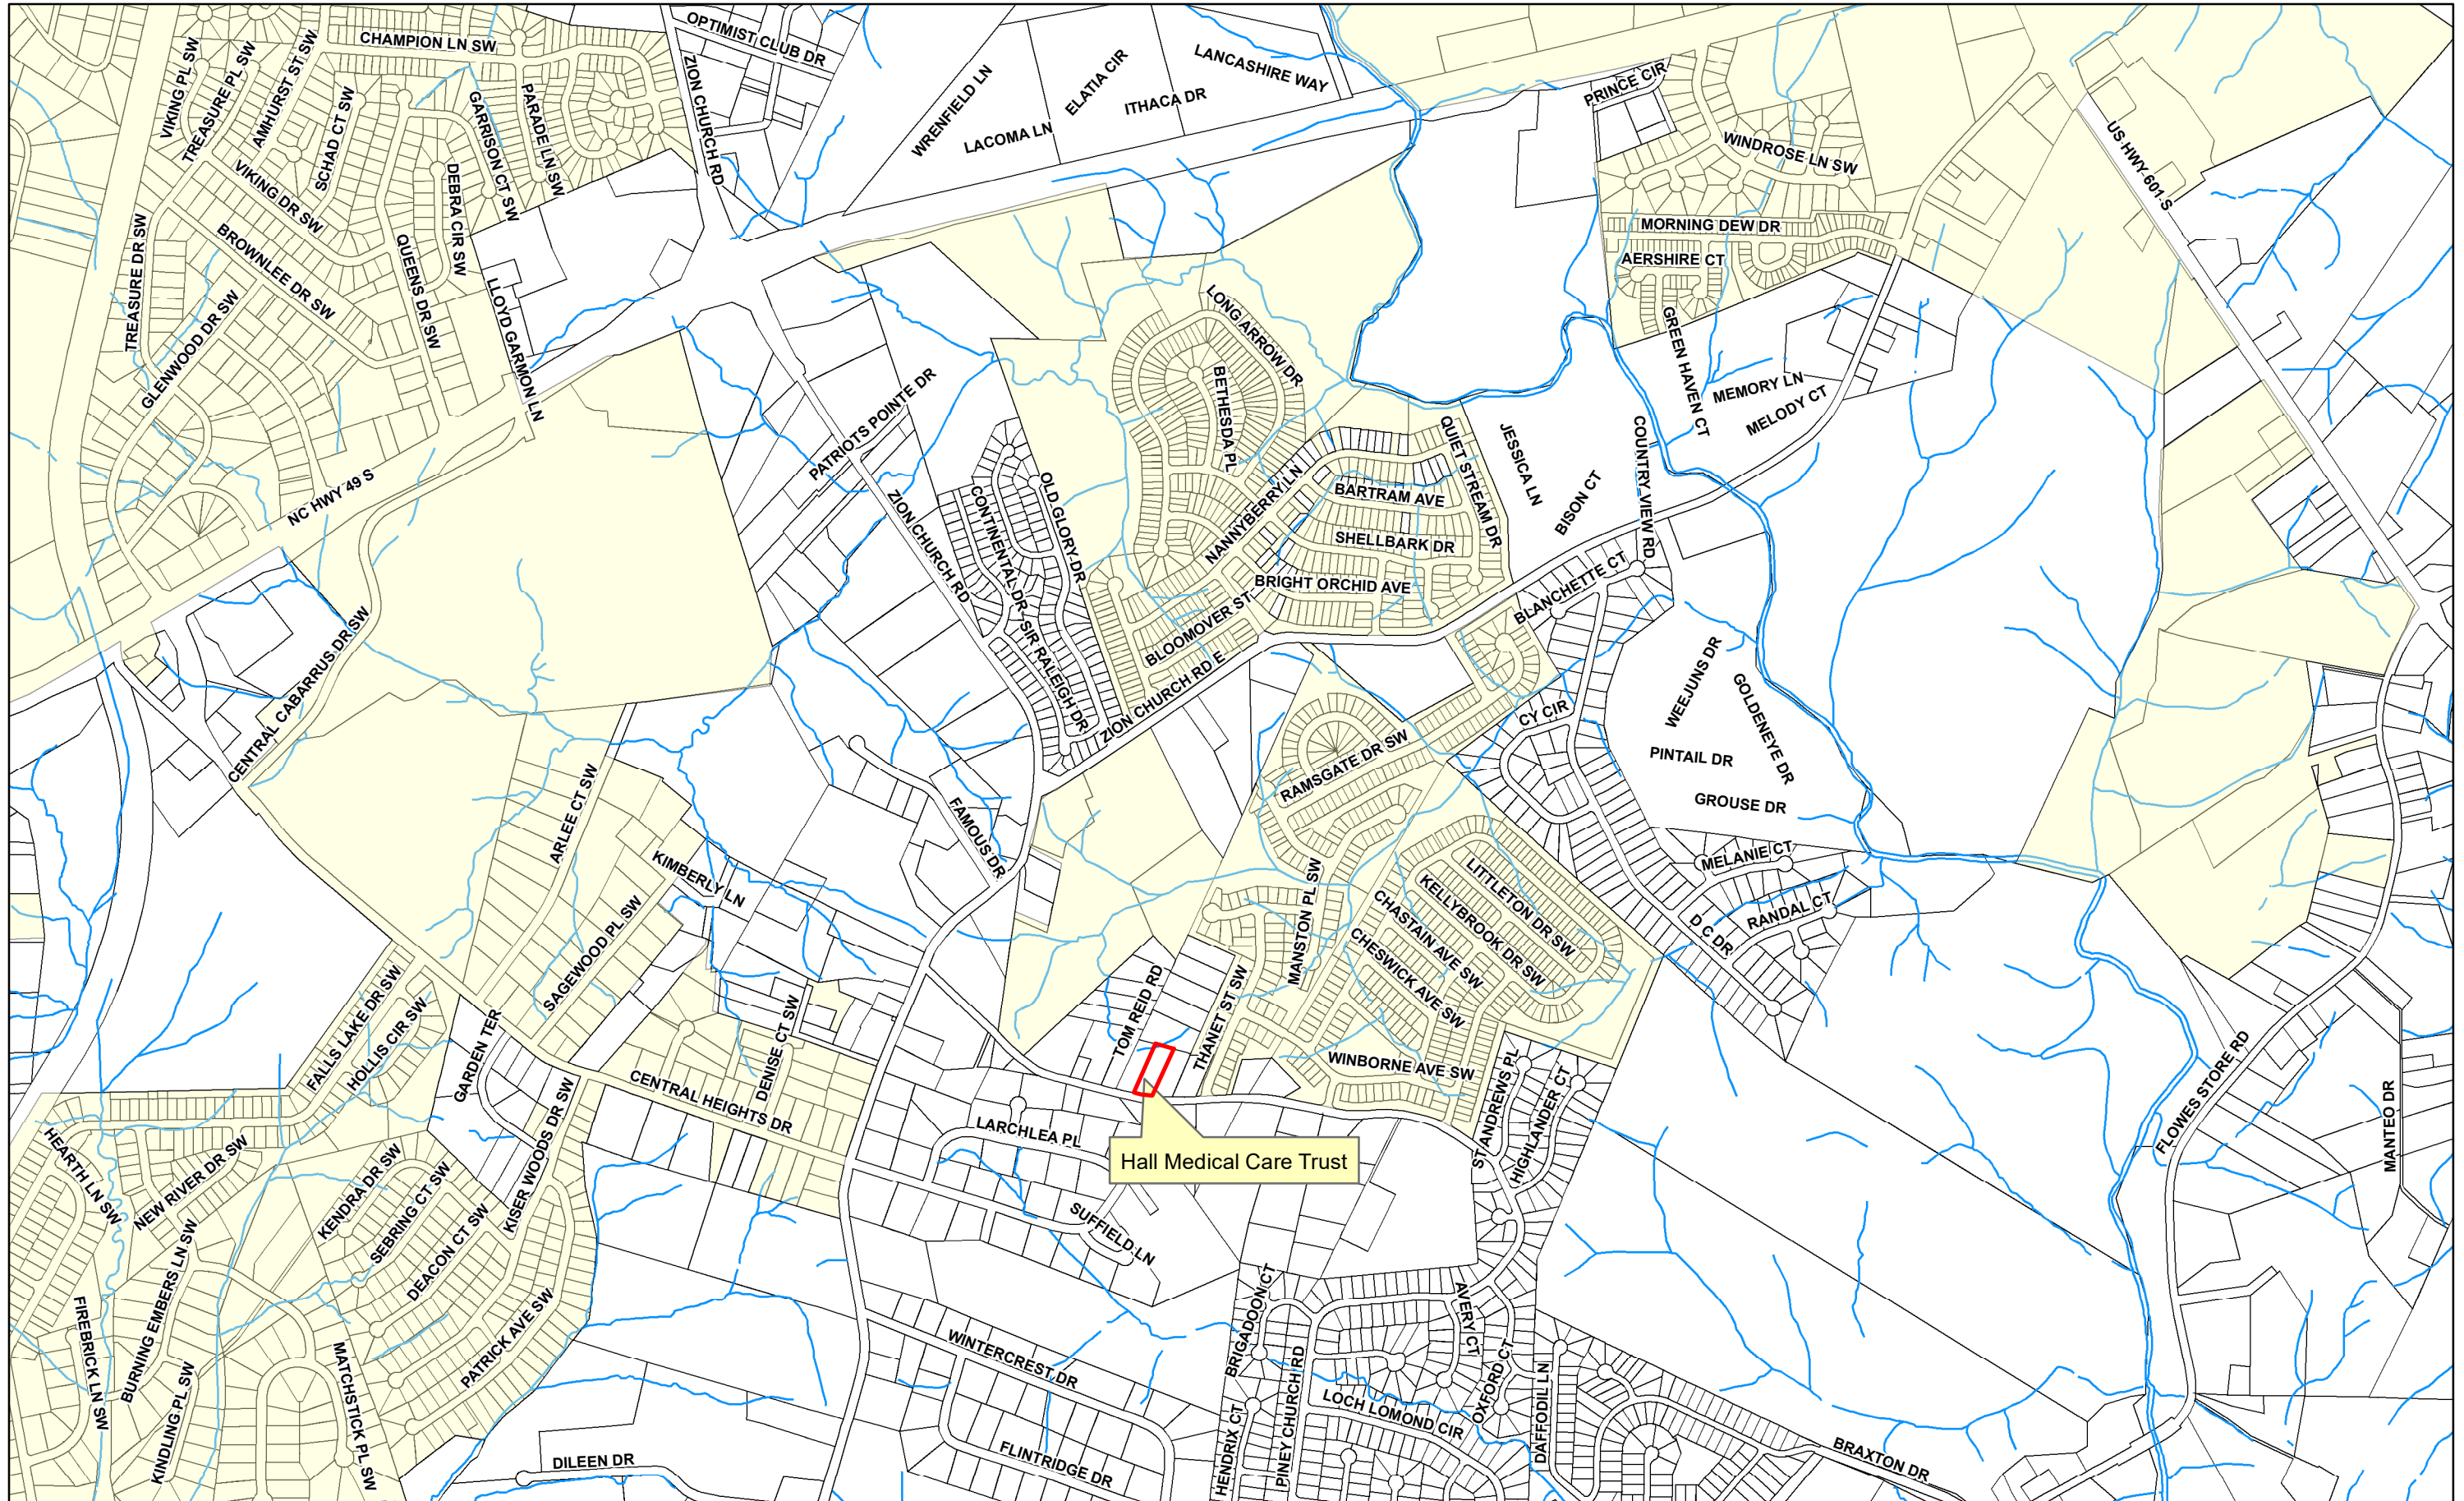 OPTIMIST CLUB DR
CHAMPION LN SW
VIKING PL SW
TREASURE PL SW
AMHURST ST SW
SCHAD CT SW
GARRISON CT SW
PARADE LN SW
ZION CHURCH RD
WRENFIELD LN
LACOMA LN
ELATIA CIR
ITHACA DR
LANCASHIRE WAY
PRINCE CIR
WINDROSE LN SW
US HWY 601 S
VIKING DR SW
DEBRA CIR SW
QUEENS DR SW
BROWNLEE DR SW
TREASURE DR SW
GLENWOOD DR SW
LLOYD GARMON LN
MORNING DEW DR
AERSHIRE CT
GREEN HAVEN CT
MEMORY LN
MELODY CT
LONG ARROW DR
BETHESDA PL
PATRIOTS POINTE DR
NC HWY 49 S
ZION CHURCH RD
CONTINENTAL DR
OLD GLORY DR
SIR RALEIGH DR
NANNYBERRY LN
BARTRAM AVE
QUIET STREAM DR
SHELLBARK DR
BRIGHT ORCHID AVE
BLOOMOVER ST
ZION CHURCH RD E
JESSICA LN
BISON CT
COUNTRY VIEW RD
BLANCHETTE CT
CENTRAL CABARRUS DR SW
CY CIR
WEEJUNS DR
GOLDENEYE DR
PINTAIL DR
GROUSE DR
RAMSGATE DR SW
ARLEE CT SW
KIMBERLY LN
FAMOUS DR
SAGEWOOD PL SW
MELANIE CT
RANDAL CT
D C DR
LITTLETON DR SW
KELLYBROOK DR SW
CHASTAIN AVE SW
CHESWICK AVE SW
MANSTON PL SW
THANET ST SW
TOM REID RD
WINBORNE AVE SW
FALLS LAKE DR SW
HOLLIS CIR SW
GARDEN TER
DENISE CT SW
CENTRAL HEIGHTS DR
LARCHLEA PL
Hall Medical Care Trust
ST ANDREWS PL
HIGHLANDER CT
FLOWES STORE RD
MANTEO DR
HEARTH LN SW
NEW RIVER DR SW
KENDRA DR SW
SEBRING CT SW
DEACON CT SW
KISER WOODS DR SW
SUFFIELD LN
FIREBRICK LN SW
BURNING EMBERS LN SW
KINDLING PL SW
MATCHSTICK PL SW
PATRICK AVE SW
WINTERCREST DR
FLINTRIDGE DR
DILEEN DR
BRIGADOON CT
HENDRIX CT
PINEY CHURCH RD
AVERY CT
OXFORD CT
LOCH LOMOND CIR
DAFFODIL LN
BRAXTON DR